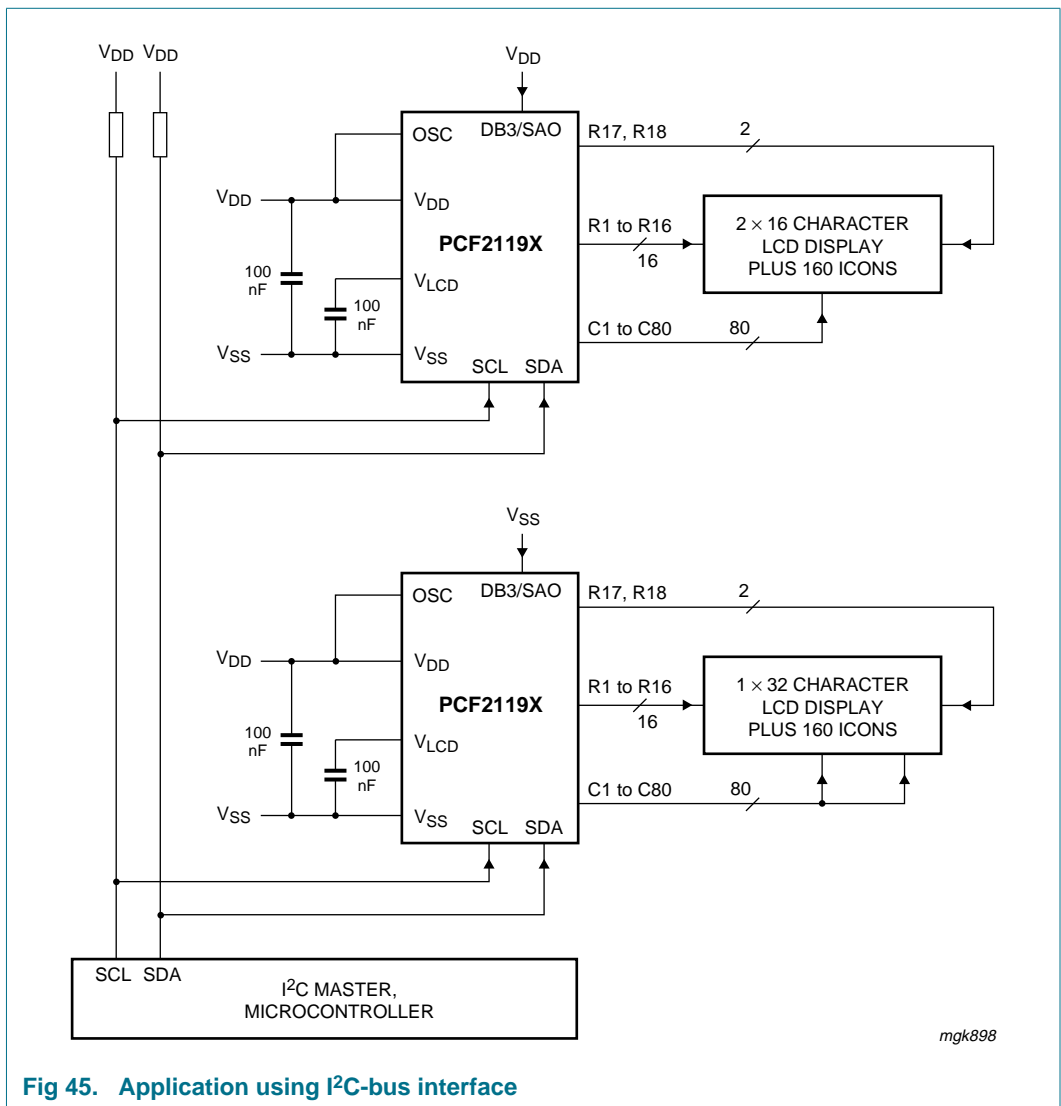 VDD VDD
VDD
OSC
DB3/SAO
R17, R18
2
VDD
VDD
PCF2119X
R1 to R16
16
2 × 16 CHARACTER
LCD DISPLAY
PLUS 160 ICONS
100
nF
VLCD
100
nF
C1 to C80
80
VSS
VSS
SCL SDA
VSS
OSC
DB3/SAO
R17, R18
2
VDD
VDD
PCF2119X
R1 to R16
16
1 × 32 CHARACTER
LCD DISPLAY
PLUS 160 ICONS
100
nF
VLCD
100
nF
C1 to C80
80
VSS
VSS
SCL SDA
SCL SDA
I2C MASTER,
MICROCONTROLLER
mgk898
Fig 45. Application using I2C-bus interface